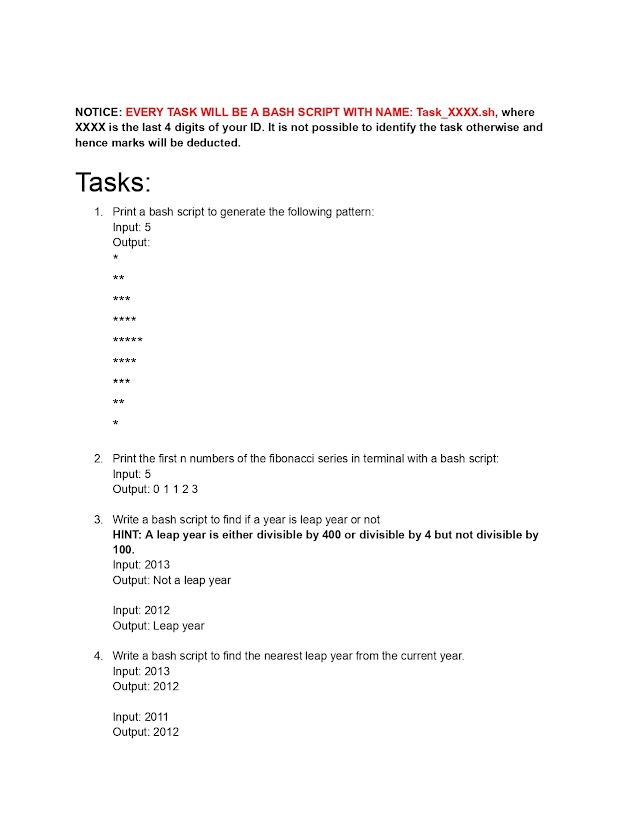 NOTICE: EVERY TASK WILL BE A BASH SCRIPT WITH NAME: Task_XXXX.sh, where
XXXX is the last 4 digits of your ID. It is not possible to identify the task otherwise and
hence marks will be deducted.
Tasks:
1. Print a bash script to generate the following pattern:
Input: 5
Output:
*
**
***
****
*****
****
***
**
*
2. Print the first n numbers of the fibonacci series in terminal with a bash script:
Input: 5
Output: 0 1 1 2 3
3. Write a bash script to find if a year is leap year or not
HINT: A leap year is either divisible by 400 or divisible by 4 but not divisible by
100.
Input: 2013
Output: Not a leap year
Input: 2012
Output: Leap year
4. Write a bash script to find the nearest leap year from the current year.
Input: 2013
Output: 2012
Input: 2011
Output: 2012